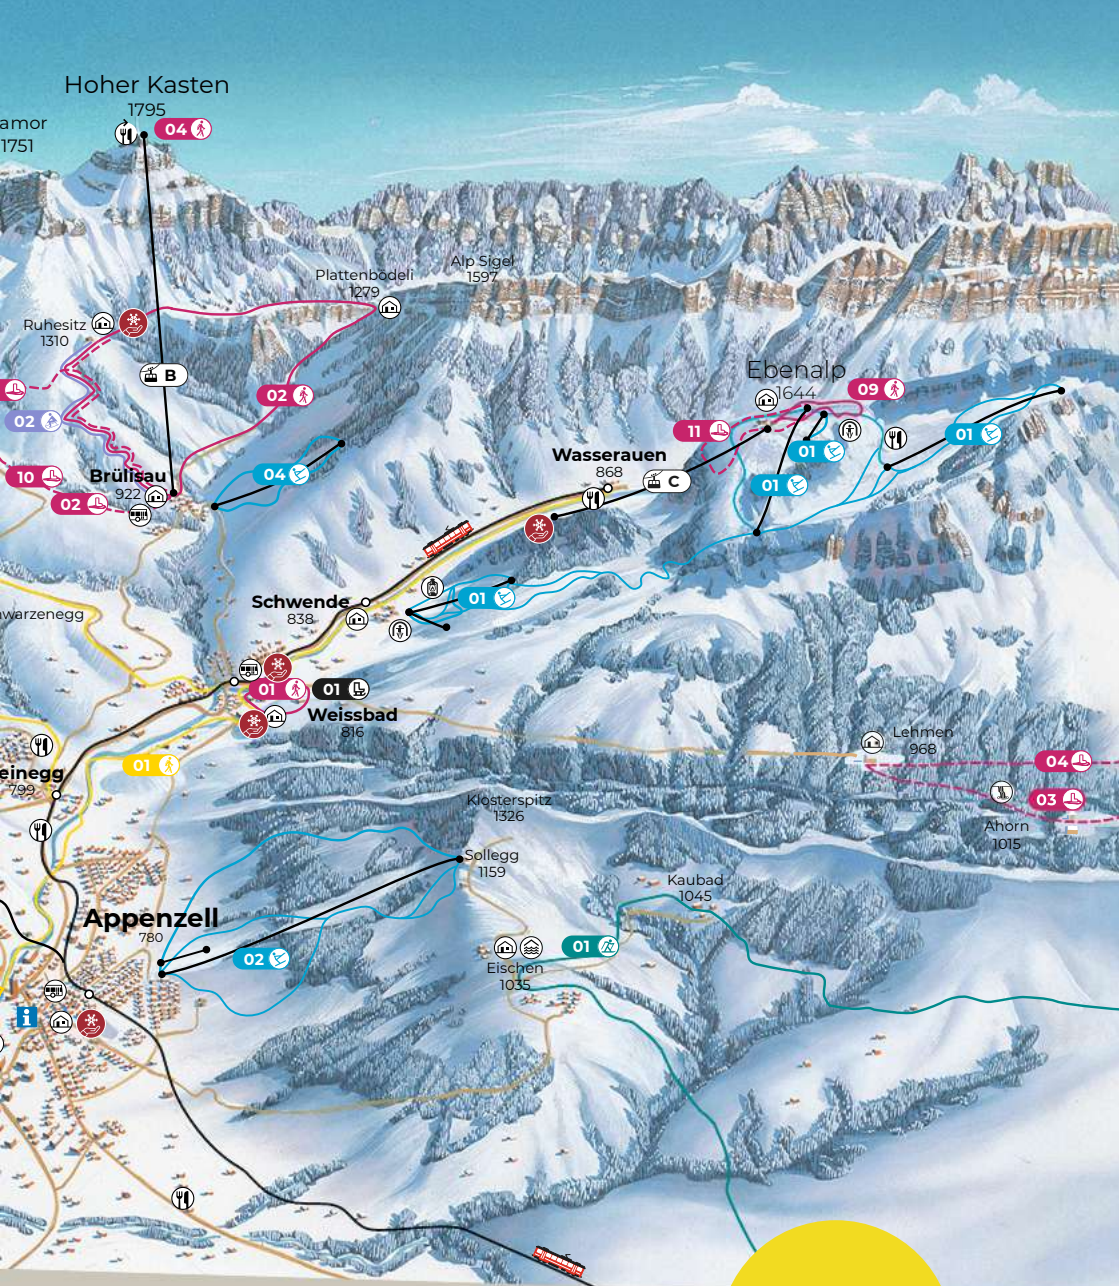 Hoher Kasten
1795
04
amor
1751
Alp Sigel
1597
Plattenbödeli
1279
Ruhesitz
1310
B
02
02
Ebenalp
1644
09
11
01
01
01
04
Wasserauen
868
C
Brülisau
922
10
02
Schwende
838
01
warzenegg
01
01
Weissbad
816
01
einegg
799
Lehmen
968
04
03
Ahorn
1015
Klosterspitz
1326
Sollegg
1159
Kaubad
1045
Appenzell
780
02
01
Eischen
1035
i